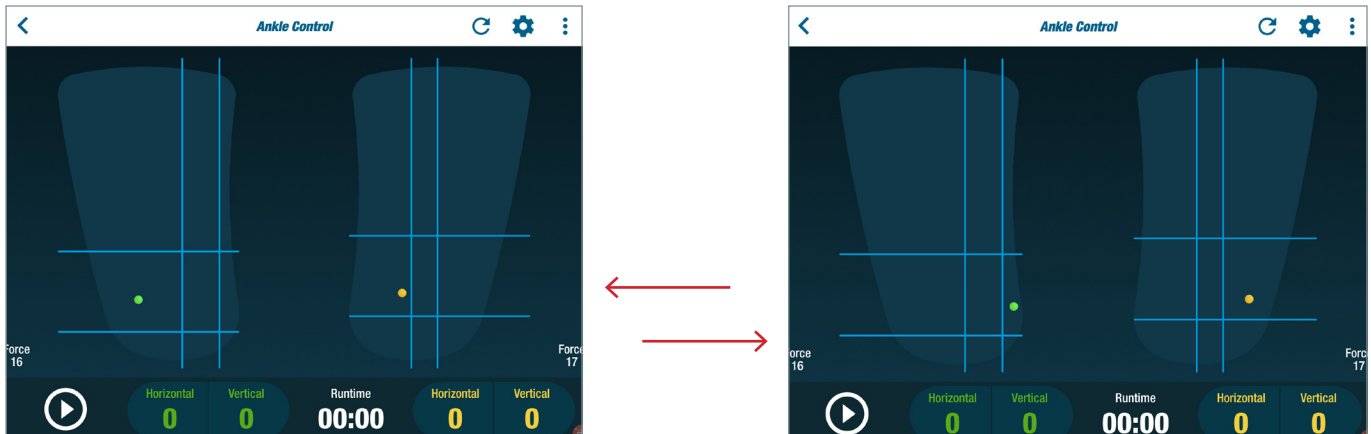 Ankle Control
Force
16
Force
17
Horizontal
Vertical
Runtime
Horizontal
Vertical
0
0
00:00
0
0
Ankle Control
orce
16
Force
17
Horizontal
Vertical
Runtime
Horizontal
Vertical
0
0
00:00
0
0